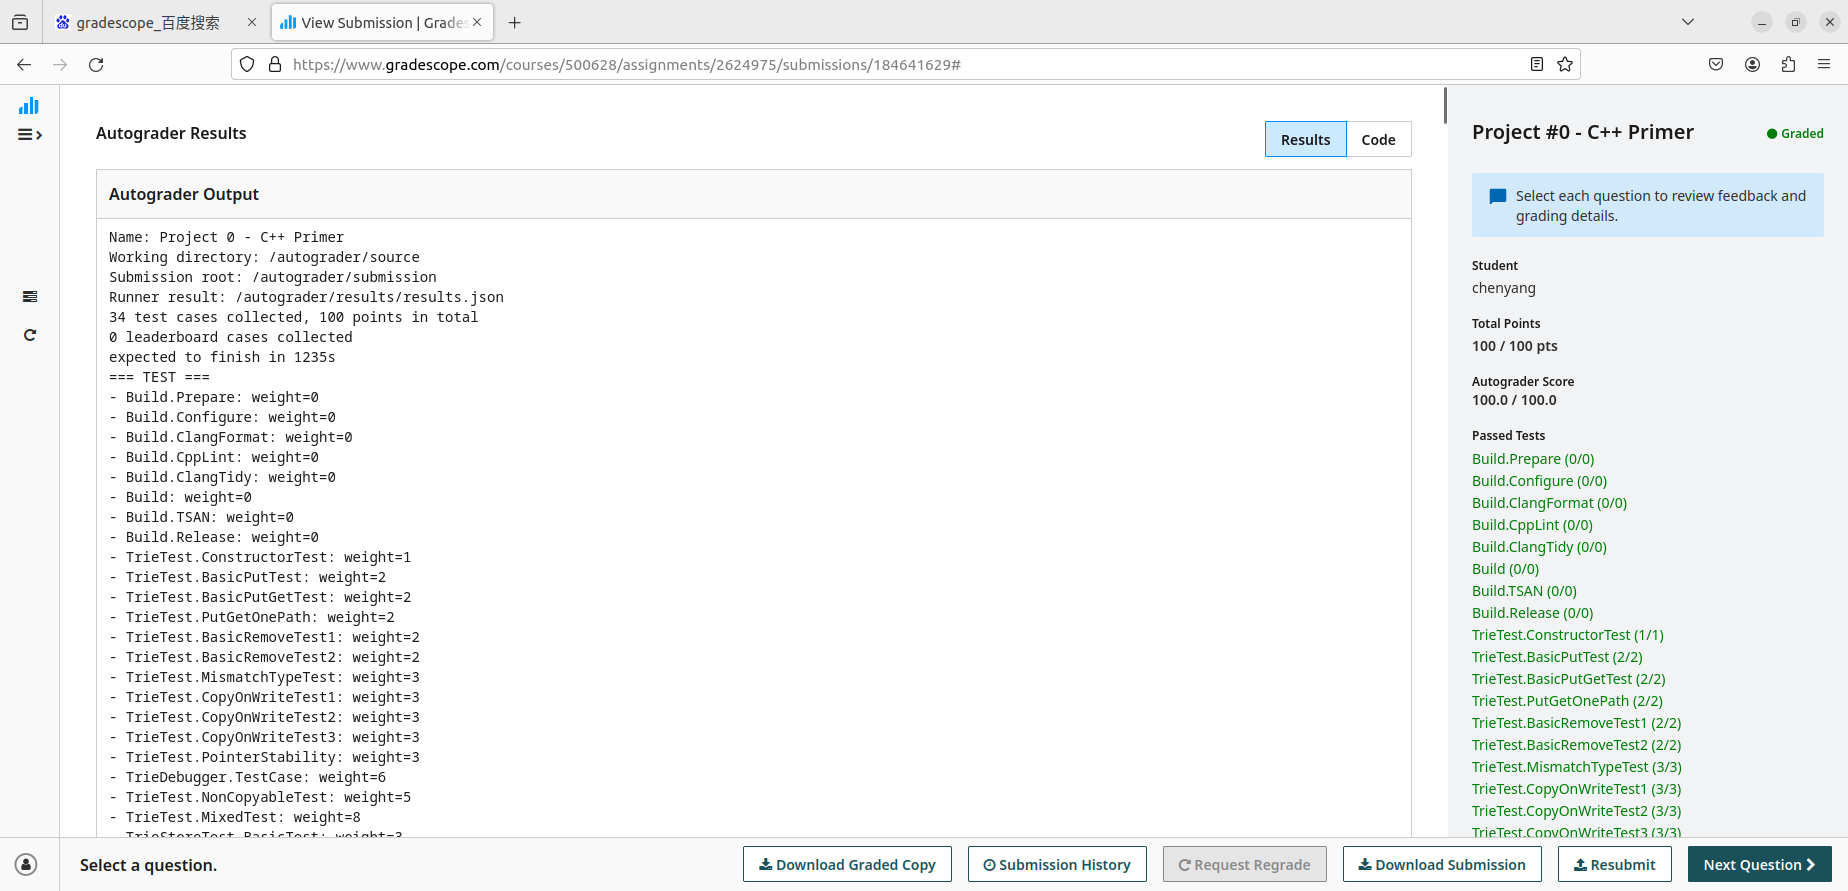 gradescope_百度搜索
View Submission | Grades
https://www.gradescope.com/courses/500628/assignments/2624975/submissions/184641629#
Autograder Results
Results
Code
Autograder Output
Name: Project 0 - C++ Primer
Working directory: /autograder/source
Submission root: /autograder/submission
Runner result: /autograder/results/results.json
34 test cases collected, 100 points in total
0 leaderboard cases collected
expected to finish in 1235s
=== TEST ===
- Build.Prepare: weight=0
- Build.Configure: weight=0
- Build.ClangFormat: weight=0
- Build.CppLint: weight=0
- Build.ClangTidy: weight=0
- Build: weight=0
- Build.TSAN: weight=0
- Build.Release: weight=0
- TrieTest.ConstructorTest: weight=1
- TrieTest.BasicPutTest: weight=2
- TrieTest.BasicPutGetTest: weight=2
- TrieTest.PutGetOnePath: weight=2
- TrieTest.BasicRemoveTest1: weight=2
- TrieTest.BasicRemoveTest2: weight=2
- TrieTest.MismatchTypeTest: weight=3
- TrieTest.CopyOnWriteTest1: weight=3
- TrieTest.CopyOnWriteTest2: weight=3
- TrieTest.CopyOnWriteTest3: weight=3
- TrieTest.PointerStability: weight=3
- TrieDebugger.TestCase: weight=6
- TrieTest.NonCopyableTest: weight=5
- TrieTest.MixedTest: weight=8
- TrieStoreTest.BasicTest: weight=3
Project #0 - C++ Primer
Graded
Select each question to review feedback and
grading details.
Student
chenyang
Total Points
100 / 100 pts
Autograder Score
100.0 / 100.0
Passed Tests
Build.Prepare (0/0)
Build.Configure (0/0)
Build.ClangFormat (0/0)
Build.CppLint (0/0)
Build.ClangTidy (0/0)
Build (0/0)
Build.TSAN (0/0)
Build.Release (0/0)
TrieTest.ConstructorTest (1/1)
TrieTest.BasicPutTest (2/2)
TrieTest.BasicPutGetTest (2/2)
TrieTest.PutGetOnePath (2/2)
TrieTest.BasicRemoveTest1 (2/2)
TrieTest.BasicRemoveTest2 (2/2)
TrieTest.MismatchTypeTest (3/3)
TrieTest.CopyOnWriteTest1 (3/3)
TrieTest.CopyOnWriteTest2 (3/3)
TrieTest.CopyOnWriteTest3 (3/3)
Select a question.
Download Graded Copy
Submission History
Request Regrade
Download Submission
Resubmit
Next Question